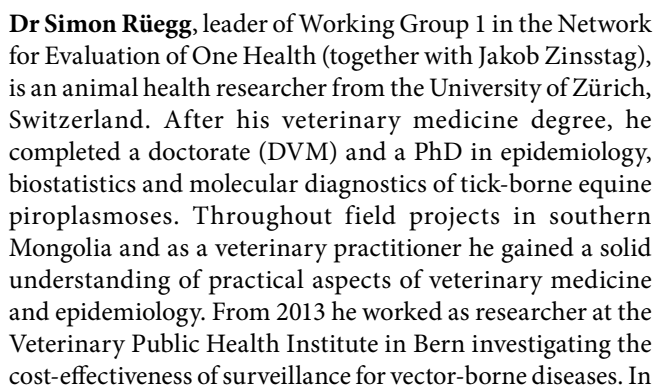 Dr Simon Rüegg, leader of Working Group 1 in the Network
for Evaluation of One Health (together with Jakob Zinsstag),
is an animal health researcher from the University of Zürich,
Switzerland. After his veterinary medicine degree, he
completed a doctorate (DVM) and a PhD in epidemiology,
biostatistics and molecular diagnostics of tick-borne equine
piroplasmoses. Throughout field projects in southern
Mongolia and as a veterinary practitioner he gained a solid
understanding of practical aspects of veterinary medicine
and epidemiology. From 2013 he worked as researcher at the
Veterinary Public Health Institute in Bern investigating the
cost-effectiveness of surveillance for vector-borne diseases. In